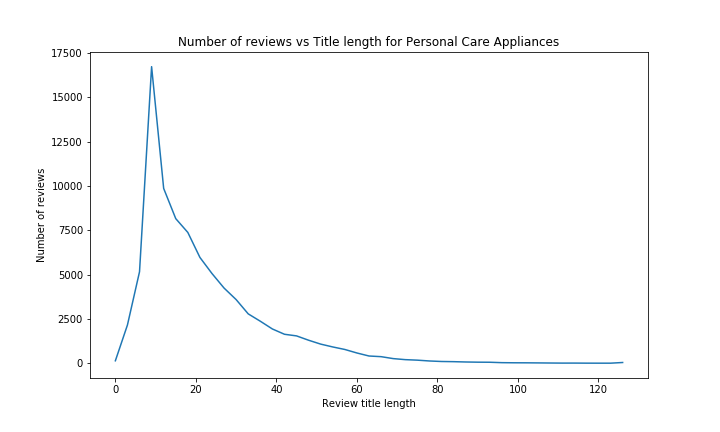 Number of reviews vs Title length for Personal Care Appliances
17500
15000
12500
10000
7500
5000
2500
0
Number of reviews
0 20 40 60 80 100 120
Review title length